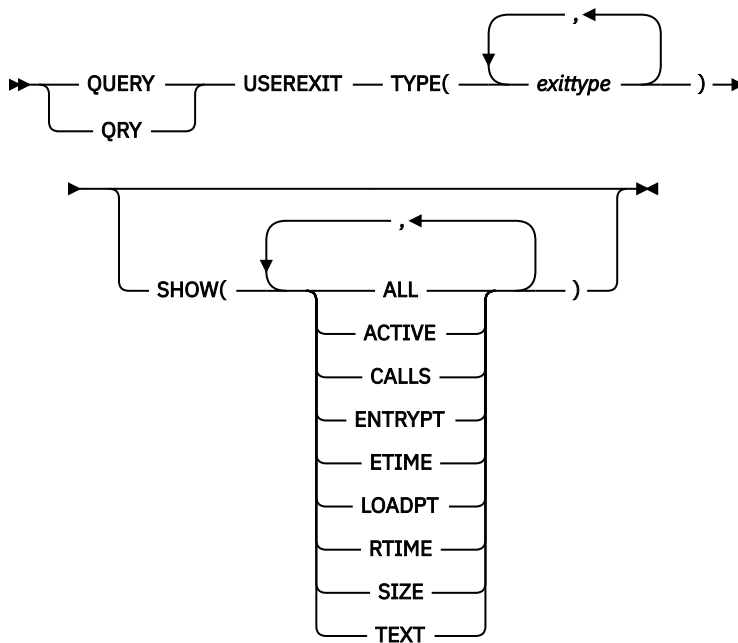 ,
QUERY USEREXIT TYPE( exittype )
QRY
,
SHOW( ALL )
ACTIVE
CALLS
ENTRYPT
ETIME
LOADPT
RTIME
SIZE
TEXT